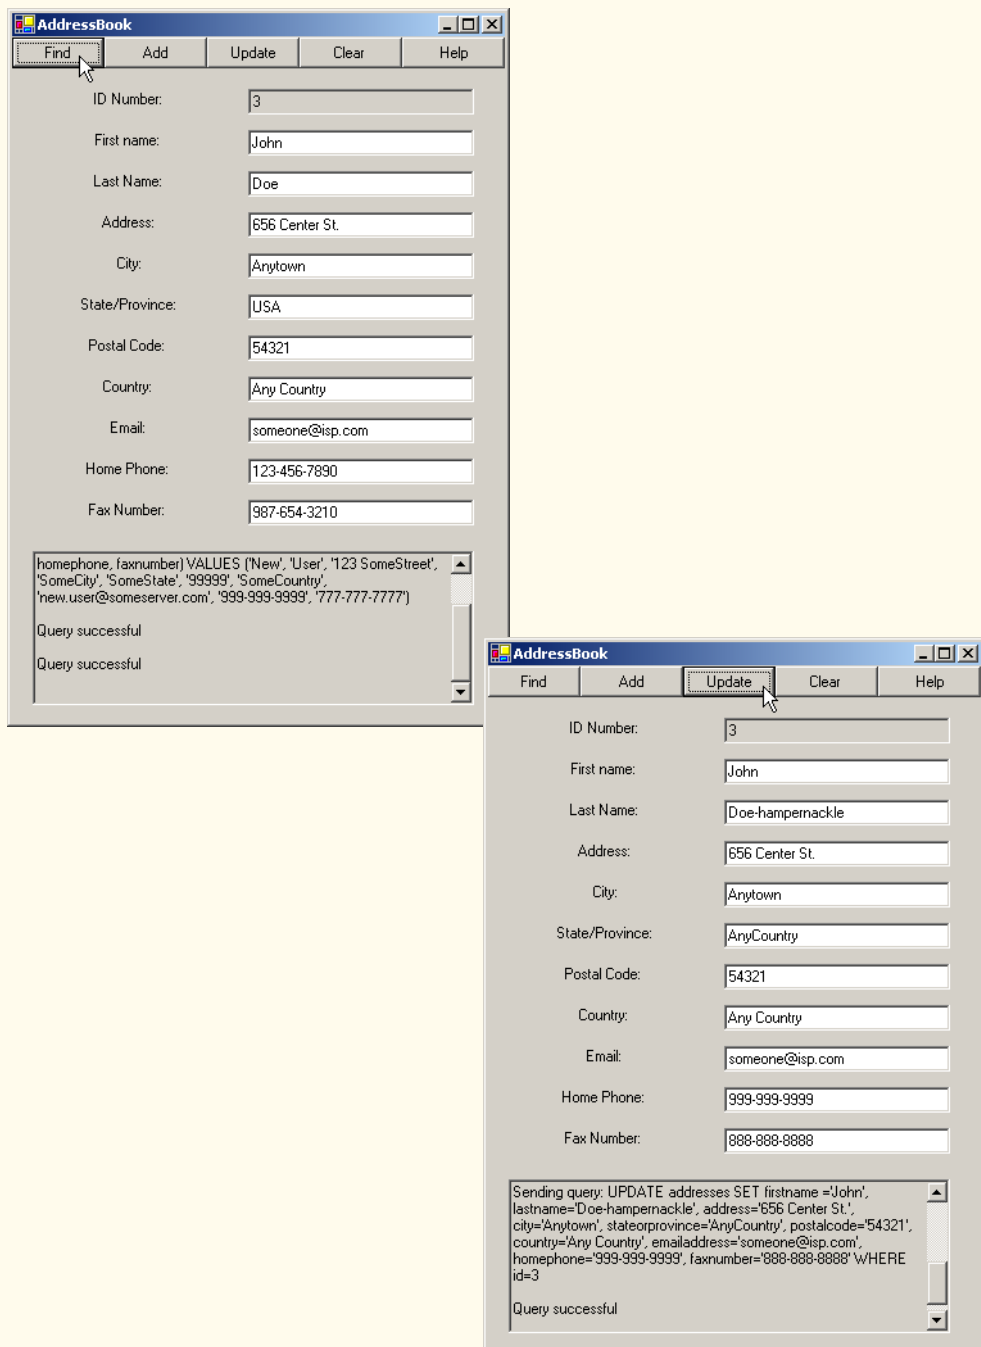 AddressBook
Find Add Update Clear Help
ID Number: 3
First name: John
Last Name: Doe
Address: 656 Center St.
City: Anytown
State/Province: USA
Postal Code: 54321
Country: Any Country
Email: someone@isp.com
Home Phone: 123-456-7890
Fax Number: 987-654-3210
homephone, faxnumber) VALUES ('New', 'User', '123 SomeStreet',
'SomeCity', 'SomeState', '99999', 'SomeCountry',
'new.user@someserver.com', '999-999-9999', '777-777-7777')
Query successful
Query successful
AddressBook
Find Add Update Clear Help
ID Number: 3
First name: John
Last Name: Doe-hampernackle
Address: 656 Center St.
City: Anytown
State/Province: AnyCountry
Postal Code: 54321
Country: Any Country
Email: someone@isp.com
Home Phone: 999-999-9999
Fax Number: 888-888-8888
Sending query: UPDATE addresses SET firstname ='John',
lastname='Doe-hampernackle', address='656 Center St.',
city='Anytown', stateorprovince='AnyCountry', postalcode='54321',
country='Any Country', emailaddress='someone@isp.com',
homephone='999-999-9999', faxnumber='888-888-8888' WHERE
id=3
Query successful